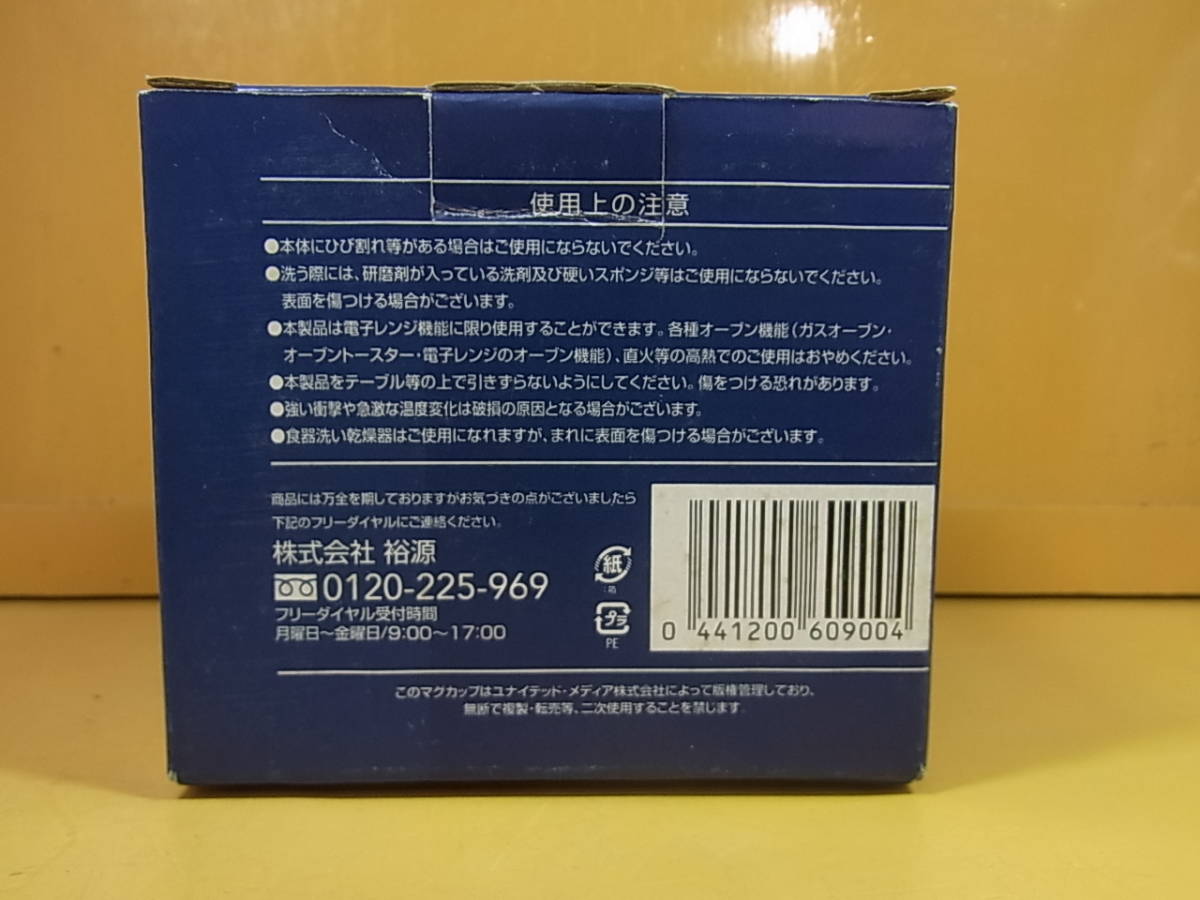 使用上の注意
●本体にひび割れ等がある場合はご使用にならないでください。
●洗う際には、研磨剤が入っている洗剤及び硬いスポンジ等はご使用にならないでください。
表面を傷つける場合がございます。
●本製品は電子レンジ機能に限り使用することができます。各種オーブン機能(ガスオーブン・
オーブントースター・電子レンジのオーブン機能)、直火等の高熱でのご使用はおやめください。
●本製品をテーブル等の上で引きずらないようにしてください。傷をつける恐れがあります。
●強い衝撃や急激な温度変化は破損の原因となる場合がございます。
●食器洗い乾燥器はご使用になれますが、まれに表面を傷つける場合がございます。
商品には万全を期しておりますがお気づきの点がございましたら
下記のフリーダイヤルにご連絡ください。
株式会社 裕源
0120-225-969
フリーダイヤル受付時間
月曜日～金曜日/9:00～17:00
紙
:箱
プラ
PE
0 441200 609004
このマグカップはユナイテッド・メディア株式会社によって版権管理しており、
無断で複製・転売等、二次使用することを禁じます。